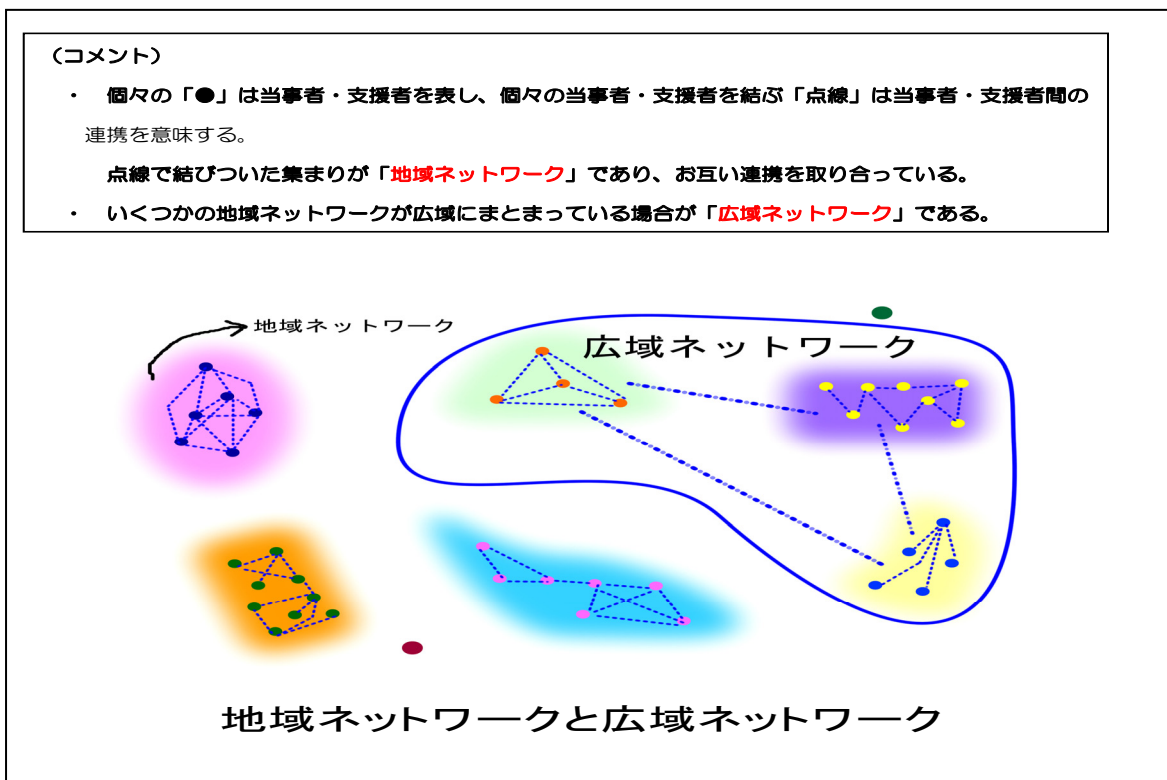 （コメント）
・ 個々の「●」は当事者・支援者を表し、個々の当事者・支援者を結ぶ「点線」は当事者・支援者間の
連携を意味する。
点線で結びついた集まりが「地域ネットワーク」であり、お互い連携を取り合っている。
・ いくつかの地域ネットワークが広域にまとまっている場合が「広域ネットワーク」である。
地域ネットワーク
広域ネットワーク
地域ネットワークと広域ネットワーク